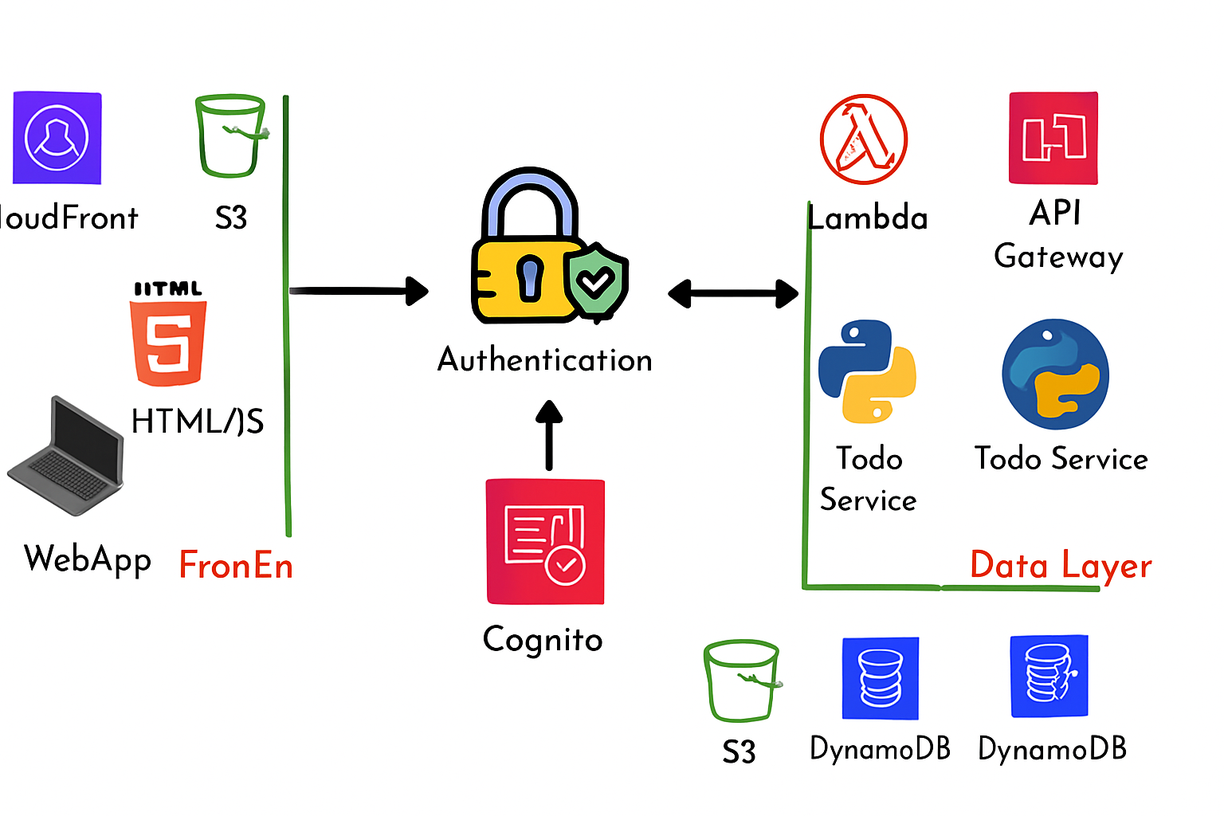 loudFront
S3
Lambda
API
Gateway
IITML
HTML/JS
Authentication
Todo
Service
Todo Service
WebApp
FronEn
Data Layer
Cognito
S3
DynamoDB
DynamoDB